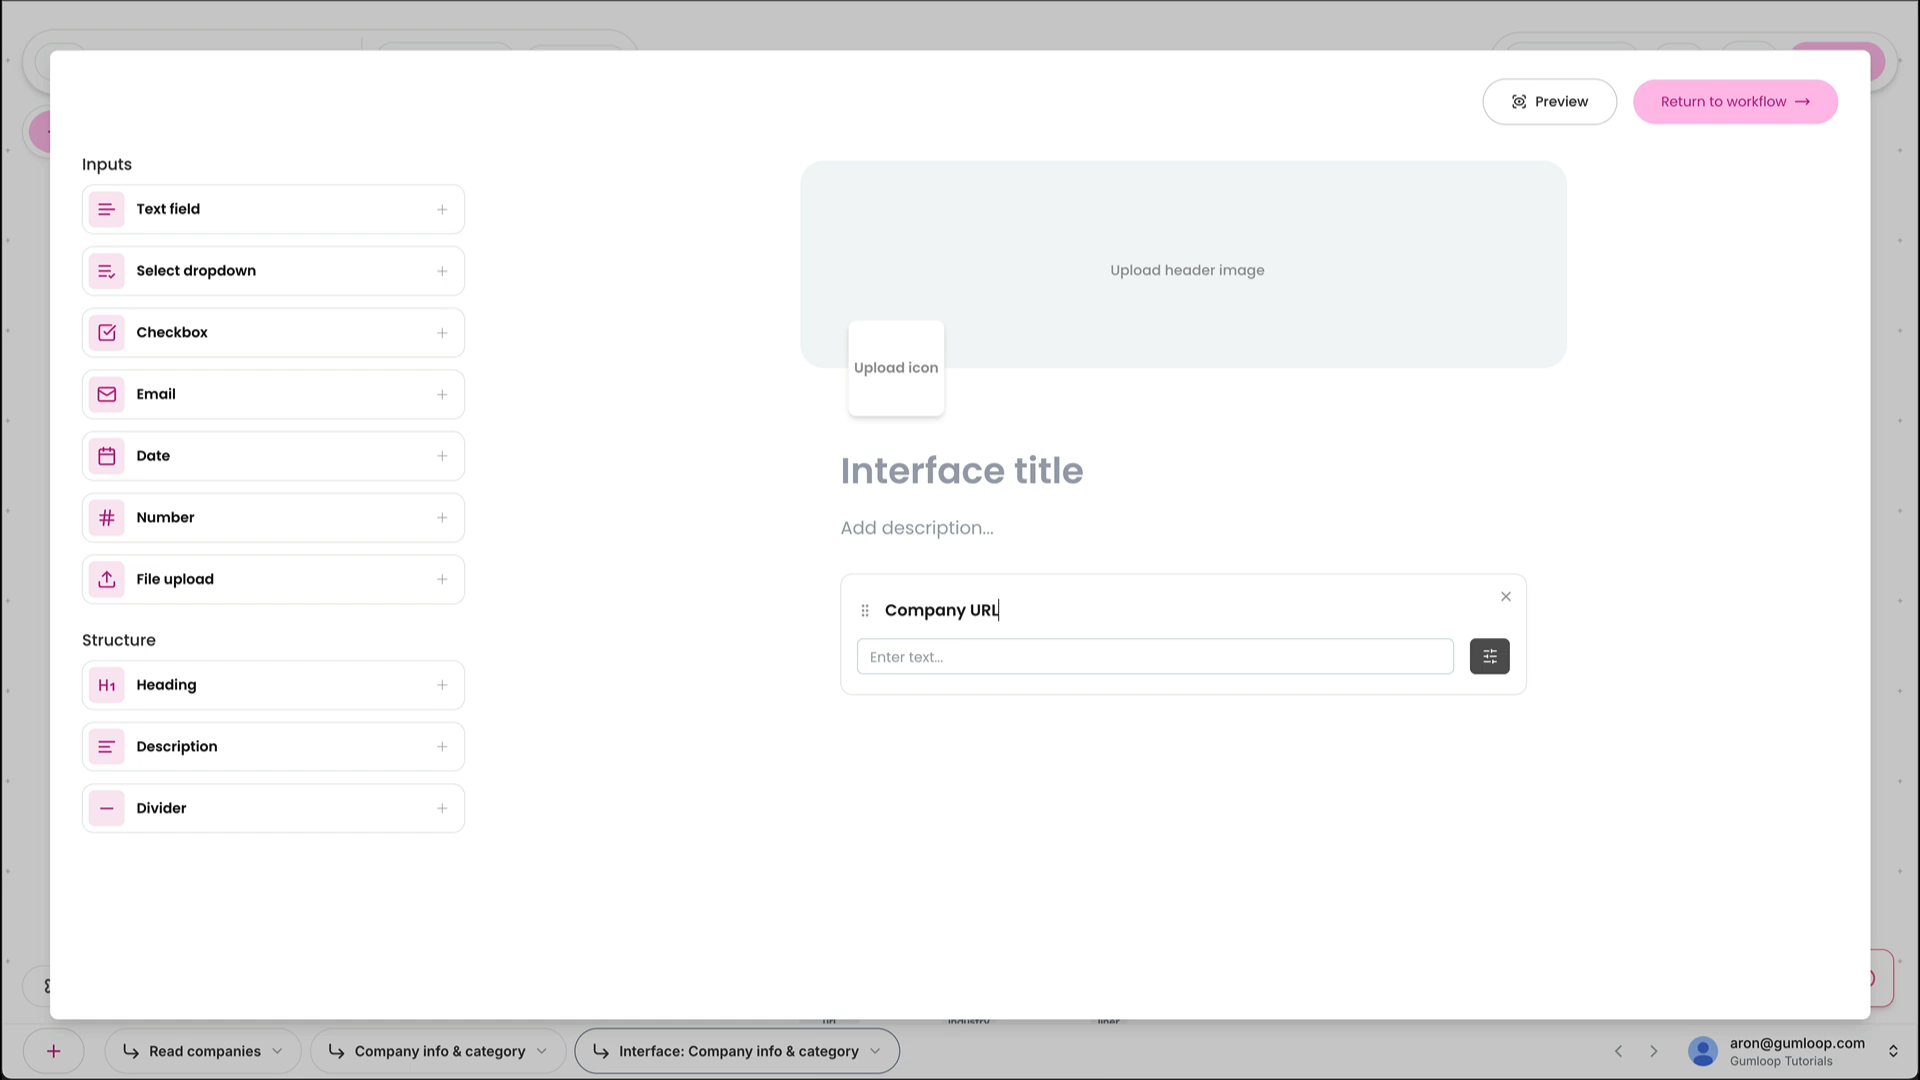 Preview
Return to workflow
Inputs
Text field
Select dropdown
Checkbox
Email
Date
Number
File upload
Structure
Heading
Description
Divider
Upload header image
Upload icon
Interface title
Add description...
Company URL
Enter text...
Read companies
Company info & category
Interface: Company info & category
aron@gumloop.com
Gumloop Tutorials